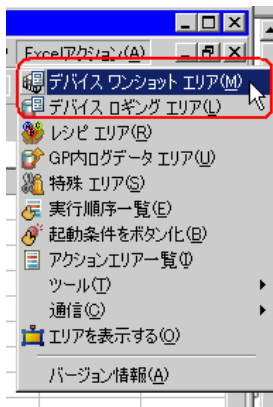 Excelアクション(A)
デバイス ワンショット エリア(M)
デバイス ロギング エリア(L)
レシピ エリア(R)
GP内ログデータ エリア(U)
特殊 エリア(S)
実行順序一覧(E)
起動条件をボタン化(B)
アクションエリア一覧(I)
ツール(T)
通信(C)
エリアを表示する(O)
バージョン情報(A)